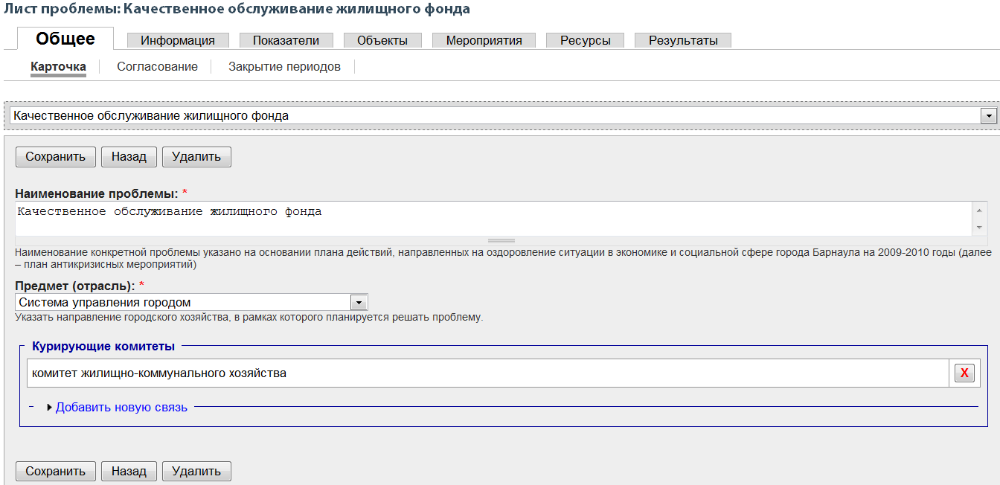 Лист проблемы: Качественное обслуживание жилищного фонда
Общее Информация Показатели Объекты Мероприятия Ресурсы Результаты
Карточка Согласование Закрытие периодов
Качественное обслуживание жилищного фонда
Сохранить Назад Удалить
Наименование проблемы: *
Качественное обслуживание жилищного фонда
Наименование конкретной проблемы указано на основании плана действий, направленных на оздоровление ситуации в экономике и социальной сфере города Барнаула на 2009-2010 годы (далее
– план антикризисных мероприятий)
Предмет (отрасль): *
Система управления городом
Указать направление городского хозяйства, в рамках которого планируется решать проблему.
Курирующие комитеты
комитет жилищно-коммунального хозяйства X
Добавить новую связь
Сохранить Назад Удалить